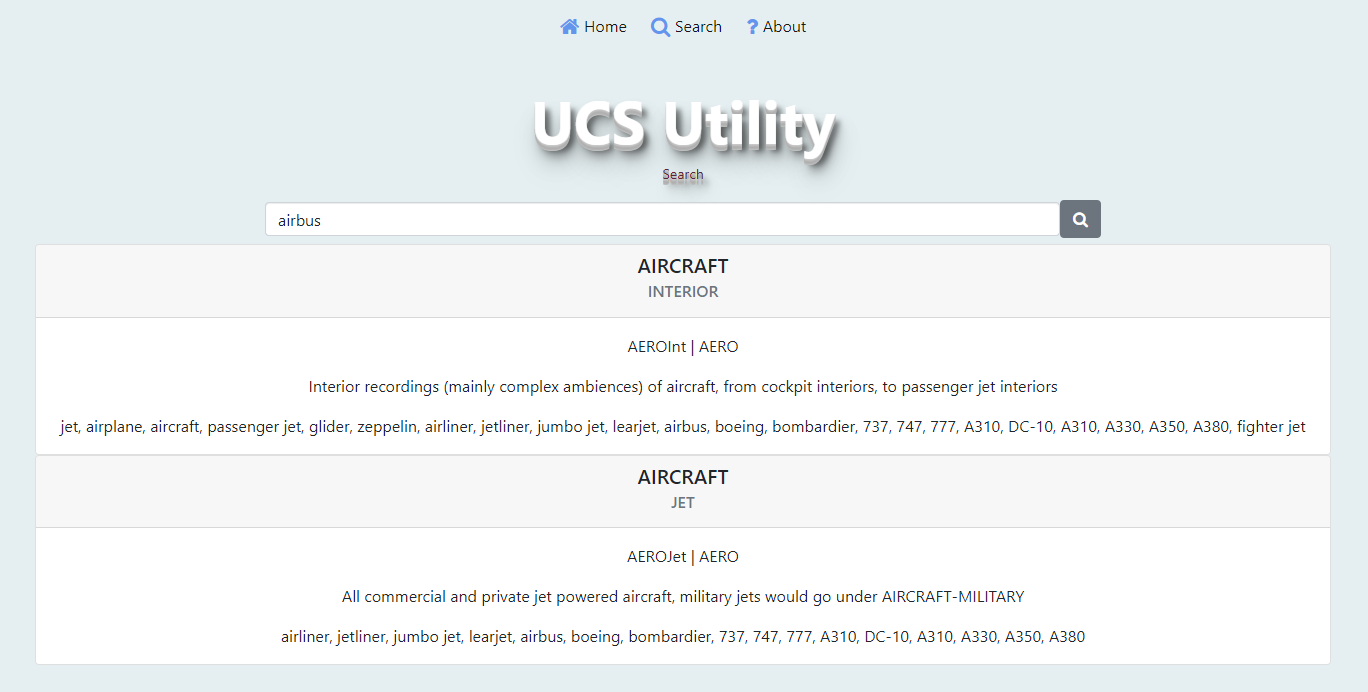 Home Search About
UCS Utility
Search
airbus
AIRCRAFT
INTERIOR
AEROInt | AERO
Interior recordings (mainly complex ambiences) of aircraft, from cockpit interiors, to passenger jet interiors
jet, airplane, aircraft, passenger jet, glider, zeppelin, airliner, jetliner, jumbo jet, learjet, airbus, boeing, bombardier, 737, 747, 777, A310, DC-10, A310, A330, A350, A380, fighter jet
AIRCRAFT
JET
AEROJet | AERO
All commercial and private jet powered aircraft, military jets would go under AIRCRAFT-MILITARY
airliner, jetliner, jumbo jet, learjet, airbus, boeing, bombardier, 737, 747, 777, A310, DC-10, A310, A330, A350, A380